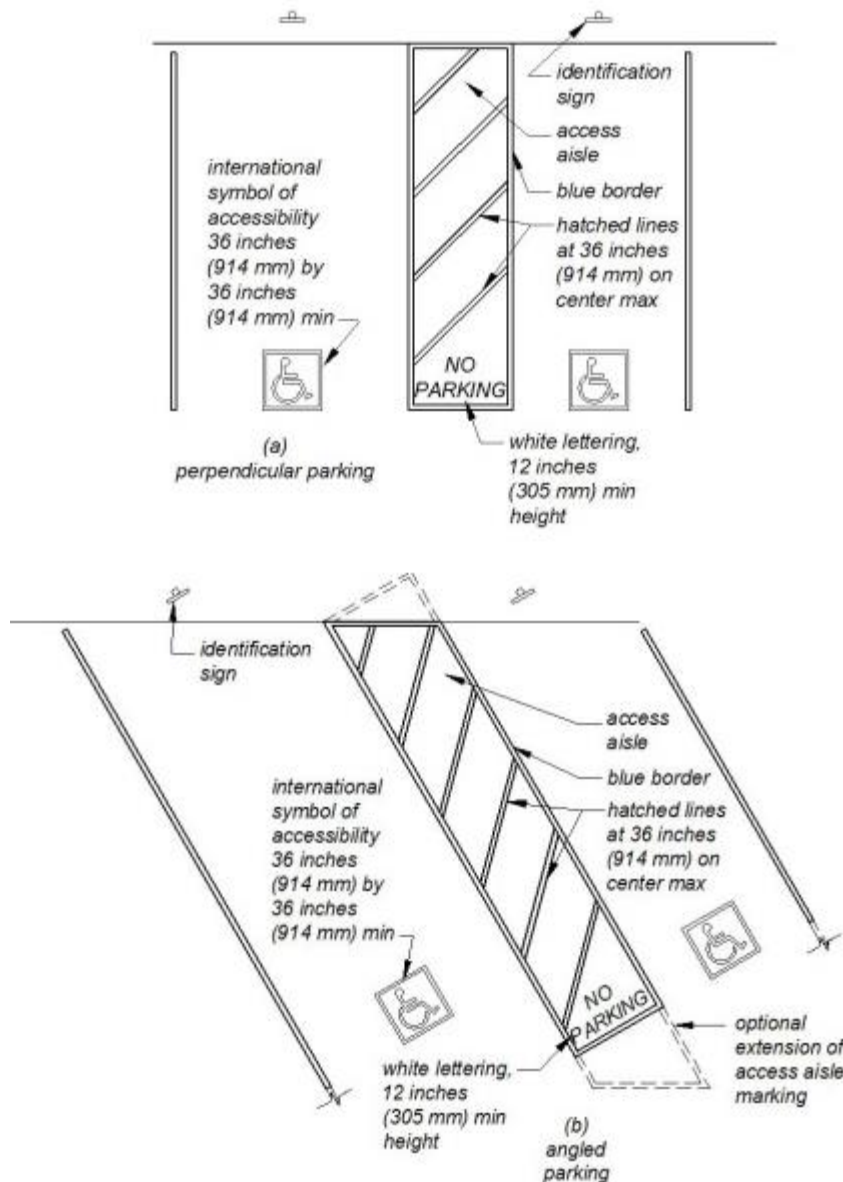 identification
sign
access
aisle
blue border
hatched lines
at 36 inches
(914 mm) on
center max
international
symbol of
accessibility
36 inches
(914 mm) by
36 inches
(914 mm) min
NO
PARKING
white lettering,
12 inches
(305 mm) min
height
(a)
perpendicular parking
identification
sign
access
aisle
blue border
hatched lines
at 36 inches
(914 mm) on
center max
international
symbol of
accessibility
36 inches
(914 mm) by
36 inches
(914 mm) min
NO
PARKING
white lettering,
12 inches
(305 mm) min
height
optional
extension of
access aisle
marking
(b)
angled
parking